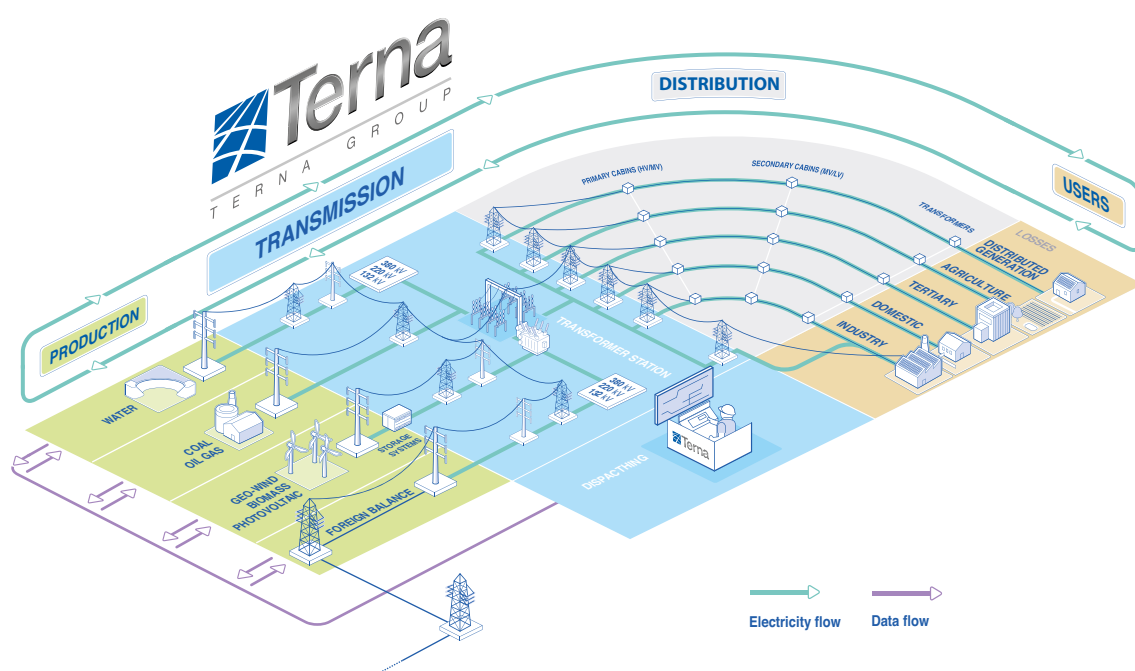 Terna
TERNA GROUP
DISTRIBUTION
TRANSMISSION
USERS
PRODUCTION
PRIMARY CABINS (HV/MV)
SECONDARY CABINS (MV/LV)
TRANSFORMERS
LOSSES
DISTRIBUTED
GENERATION
AGRICULTURE
TERTIARY
DOMESTIC
INDUSTRY
380 kV
220 kV
132 kV
TRANSFORMER STATION
380 kV
220 kV
132 kV
WATER
COAL
OIL GAS
STORAGE
SYSTEMS
GEO-WIND
BIOMASS
PHOTOVOLTAIC
FOREIGN BALANCE
DISPACTHING
Terna
Electricity flow
Data flow